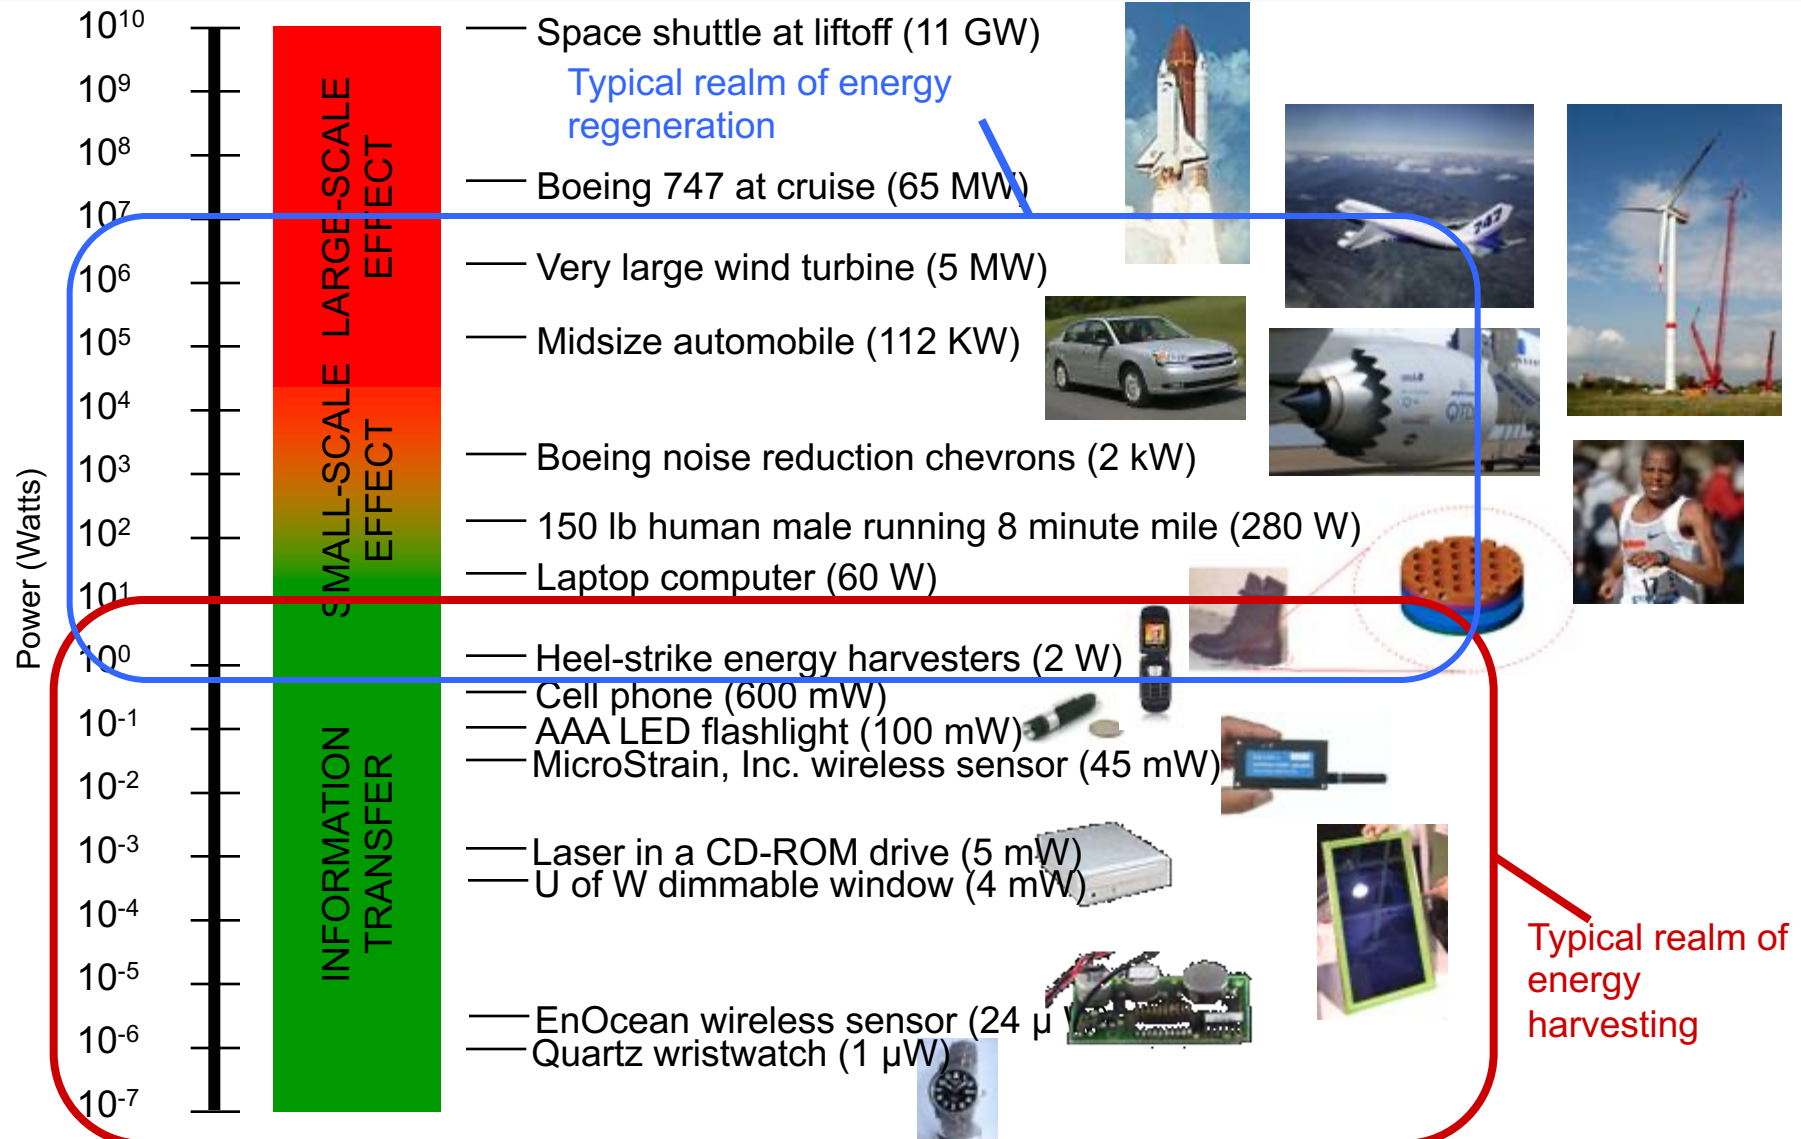 10^10
10^9
10^8
10^7
10^6
10^5
10^4
10^3
10^2
10^1
10^0
10^-1
10^-2
10^-3
10^-4
10^-5
10^-6
10^-7
Power (Watts)
LARGE-SCALE
EFFECT
SMALL-SCALE
EFFECT
INFORMATION
TRANSFER
Space shuttle at liftoff (11 GW)
Typical realm of energy
regeneration
Boeing 747 at cruise (65 MW)
Very large wind turbine (5 MW)
Midsize automobile (112 KW)
Boeing noise reduction chevrons (2 kW)
150 lb human male running 8 minute mile (280 W)
Laptop computer (60 W)
Heel-strike energy harvesters (2 W)
Cell phone (600 mW)
AAA LED flashlight (100 mW)
MicroStrain, Inc. wireless sensor (45 mW)
Laser in a CD-ROM drive (5 mW)
U of W dimmable window (4 mW)
EnOcean wireless sensor (24 μ
Quartz wristwatch (1 μW)
Typical realm of
energy
harvesting
747